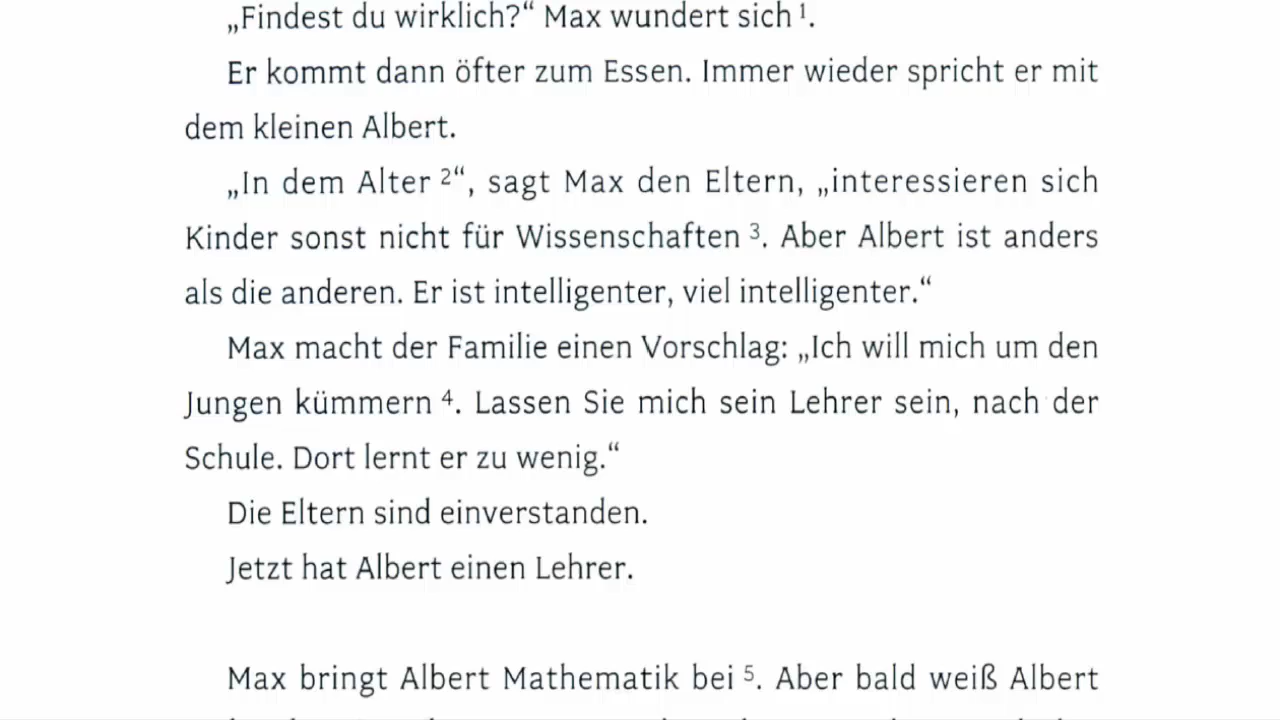 „Findest du wirklich?“ Max wundert sich ¹.
Er kommt dann öfter zum Essen. Immer wieder spricht er mit
dem kleinen Albert.
„In dem Alter ²“, sagt Max den Eltern, „interessieren sich
Kinder sonst nicht für Wissenschaften ³. Aber Albert ist anders
als die anderen. Er ist intelligenter, viel intelligenter.“
Max macht der Familie einen Vorschlag: „Ich will mich um den
Jungen kümmern ⁴. Lassen Sie mich sein Lehrer sein, nach der
Schule. Dort lernt er zu wenig.“
Die Eltern sind einverstanden.
Jetzt hat Albert einen Lehrer.
Max bringt Albert Mathematik bei ⁵. Aber bald weiß Albert